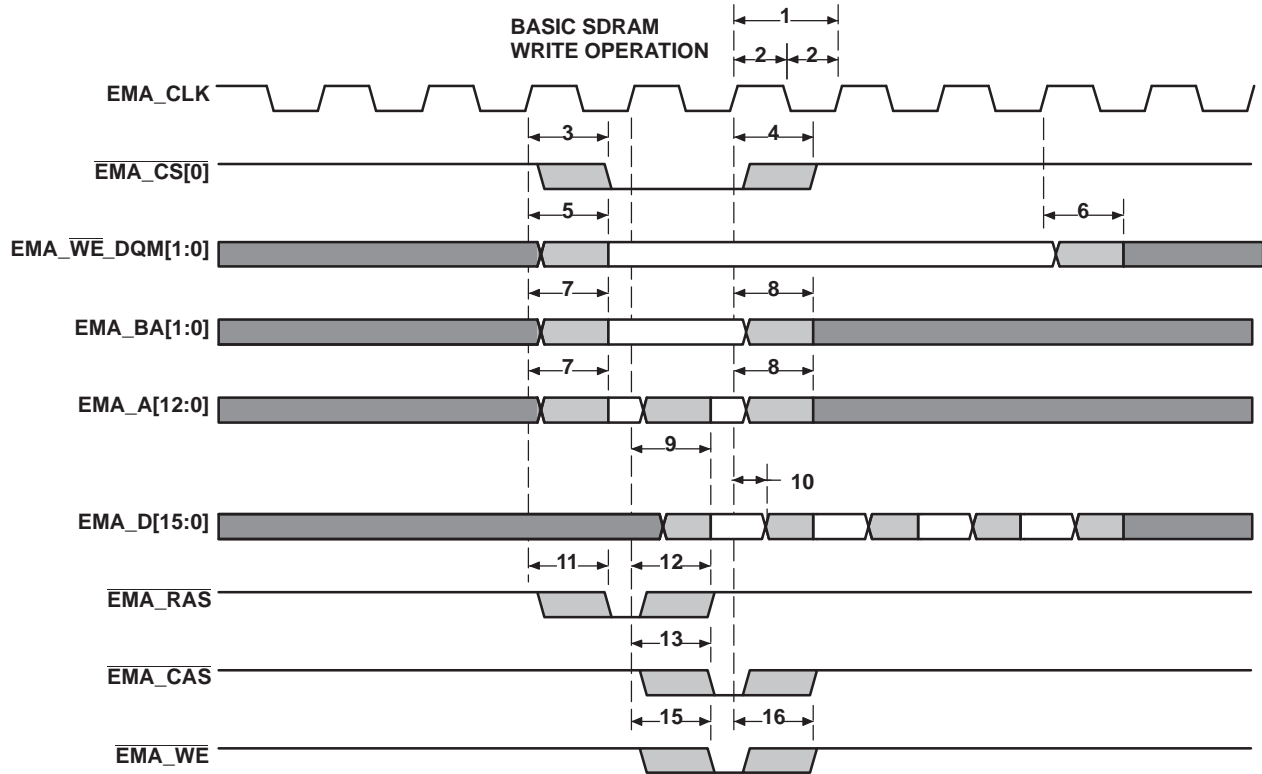 BASIC SDRAM
WRITE OPERATION
1
2 2
EMA_CLK
3 4
EMA_CS[0]
5 6
EMA_WE_DQM[1:0]
7 8
EMA_BA[1:0]
7 8
EMA_A[12:0]
9
10
EMA_D[15:0]
11 12
EMA_RAS
13
EMA_CAS
15 16
EMA_WE